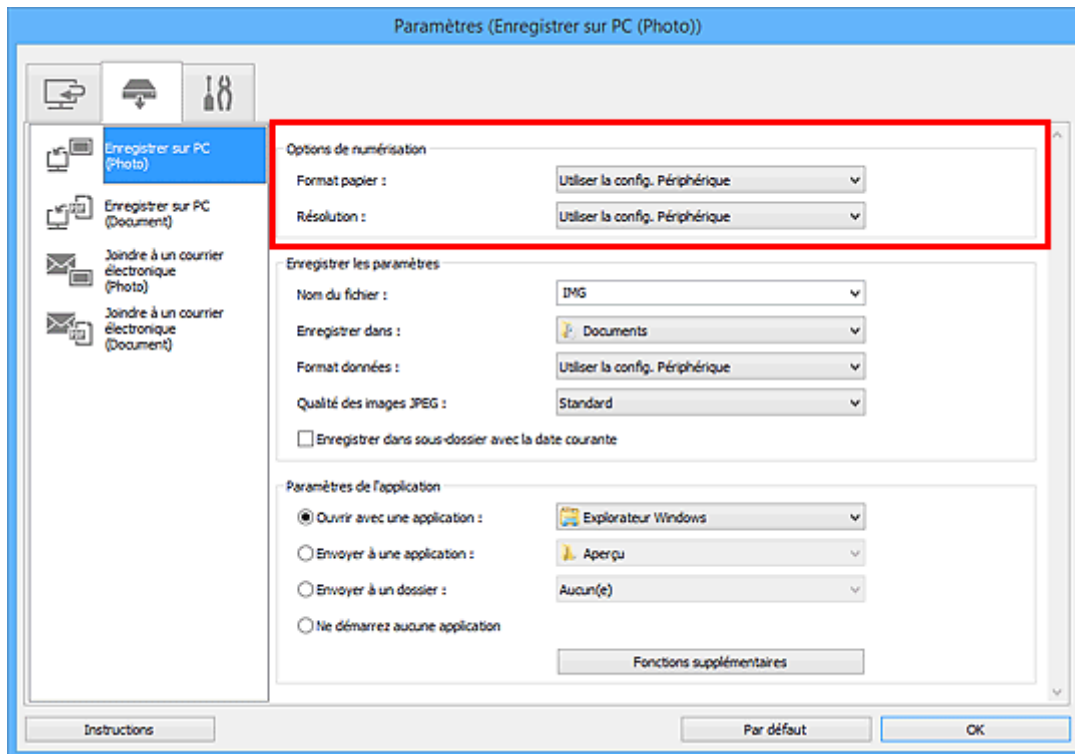 Paramètres (Enregistrer sur PC (Photo))
Enregistrer sur PC
(Photo)
Enregistrer sur PC
(Document)
Joindre à un courrier
électronique
(Photo)
Joindre à un courrier
électronique
(Document)
Options de numérisation
Format papier : Utiliser la config. Périphérique
Résolution : Utiliser la config. Périphérique
Enregistrer les paramètres
Nom du fichier : IMG
Enregistrer dans : Documents
Format données : Utiliser la config. Périphérique
Qualité des images JPEG : Standard
Enregistrer dans sous-dossier avec la date courante
Paramètres de l'application
Ouvrir avec une application : Explorateur Windows
Envoyer à une application : Aperçu
Envoyer à un dossier : Aucun(e)
Ne démarrez aucune application
Fonctions supplémentaires
Instructions Par défaut OK